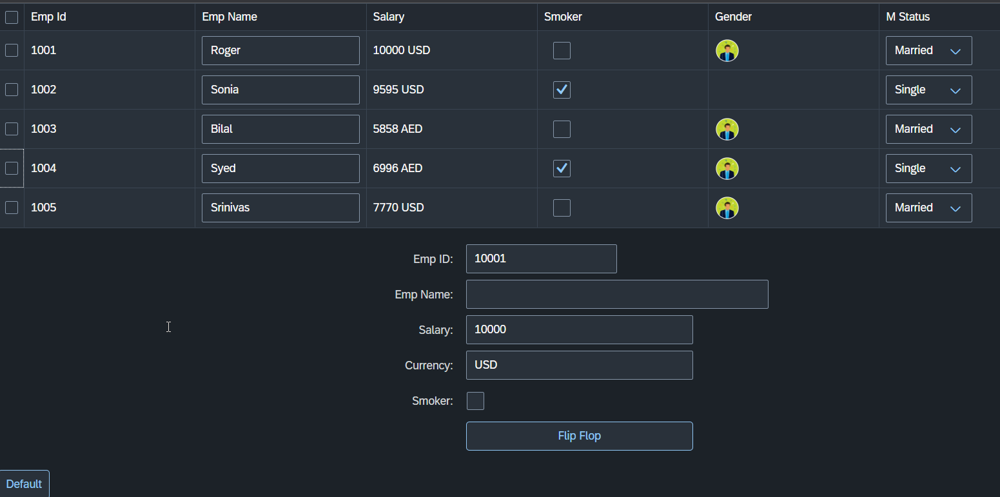 Emp Id Emp Name Salary Smoker Gender M Status
1001 Roger 10000 USD Married
1002 Sonia 9595 USD Single
1003 Bilal 5858 AED Married
1004 Syed 6996 AED Single
1005 Srinivas 7770 USD Married
Emp ID: 10001
Emp Name:
Salary: 10000
Currency: USD
Smoker:
Flip Flop
Default